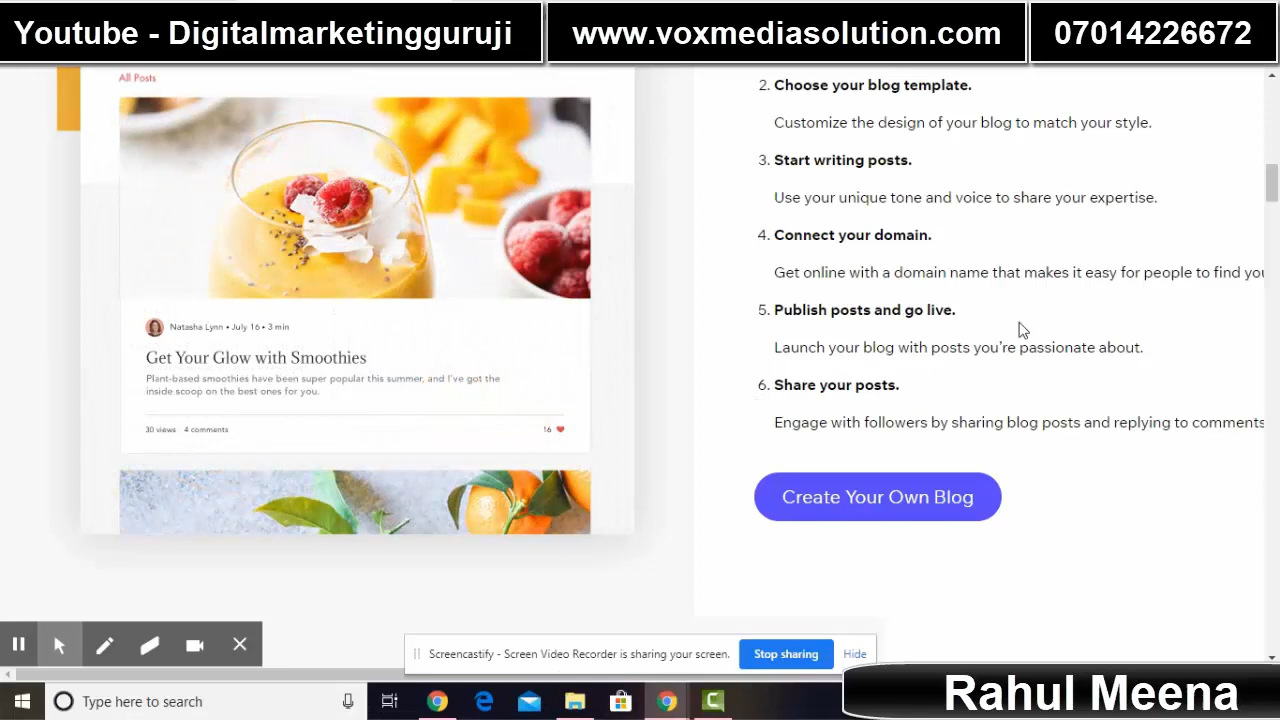 Youtube - Digitalmarketingguruji
www.voxmediasolution.com
07014226672
All Posts
Natasha Lynn • July 16 • 3 min
Get Your Glow with Smoothies
Plant-based smoothies have been super popular this summer, and I've got the
inside scoop on the best ones for you.
30 views 4 comments
16
2. Choose your blog template.
Customize the design of your blog to match your style.
3. Start writing posts.
Use your unique tone and voice to share your expertise.
4. Connect your domain.
Get online with a domain name that makes it easy for people to find you
5. Publish posts and go live.
Launch your blog with posts you're passionate about.
6. Share your posts.
Engage with followers by sharing blog posts and replying to comments
Create Your Own Blog
Screencastify - Screen Video Recorder is sharing your screen.
Stop sharing
Hide
Type here to search
Rahul Meena